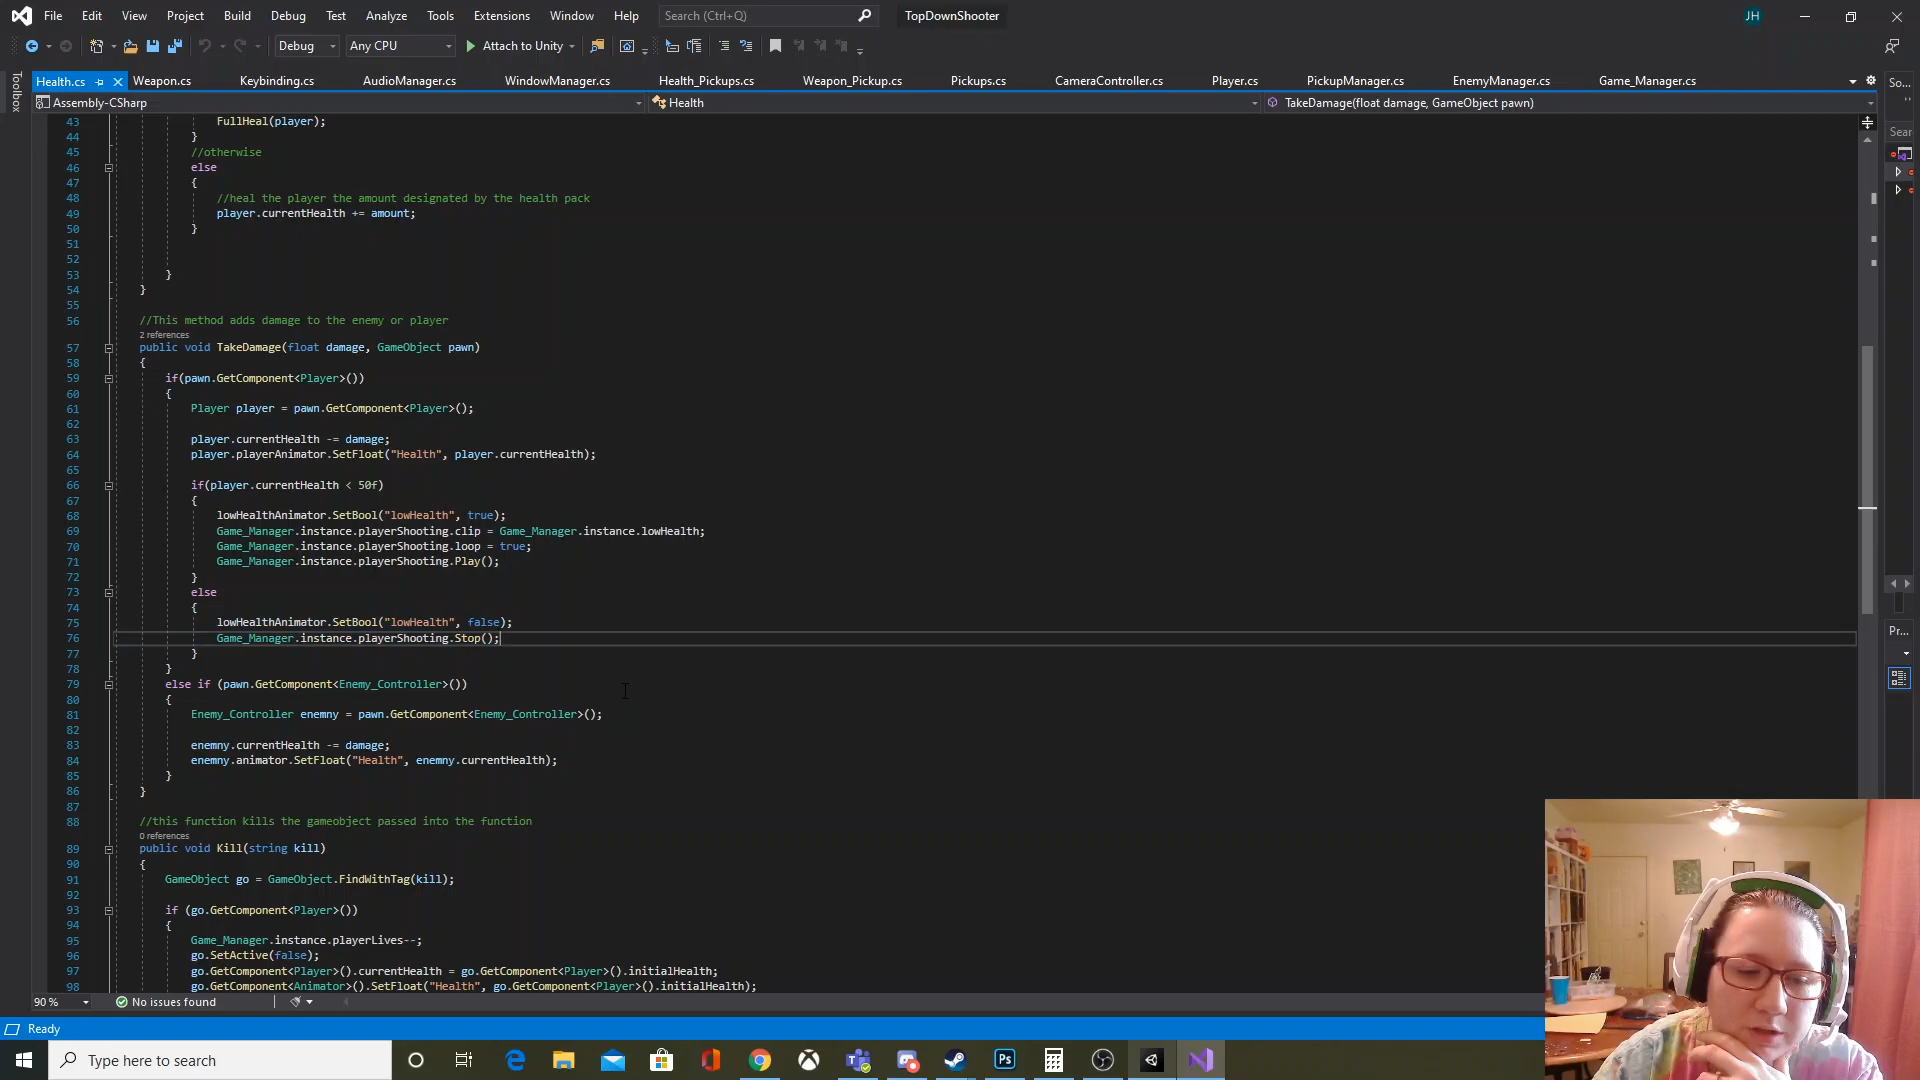 File Edit View Project Build Debug Test Analyze Tools Extensions Window Help Search (Ctrl+Q) TopDownShooter JH
Debug Any CPU Attach to Unity
Toolbox
Health.cs Weapon.cs Keybinding.cs AudioManager.cs WindowManager.cs Health_Pickups.cs Weapon_Pickup.cs Pickups.cs CameraController.cs Player.cs PickupManager.cs EnemyManager.cs Game_Manager.cs So...
Assembly-CSharp Health TakeDamage(float damage, GameObject pawn)
Sear
43 FullHeal(player);
44 }
45 //otherwise
46 else
47 {
48 //heal the player the amount designated by the health pack
49 player.currentHealth += amount;
50 }
51
52
53 }
54 }
55
56 //This method adds damage to the enemy or player
2 references
57 public void TakeDamage(float damage, GameObject pawn)
58 {
59 if(pawn.GetComponent<Player>())
60 {
61 Player player = pawn.GetComponent<Player>();
62
63 player.currentHealth -= damage;
64 player.playerAnimator.SetFloat("Health", player.currentHealth);
65
66 if(player.currentHealth < 50f)
67 {
68 lowHealthAnimator.SetBool("lowHealth", true);
69 Game_Manager.instance.playerShooting.clip = Game_Manager.instance.lowHealth;
70 Game_Manager.instance.playerShooting.loop = true;
71 Game_Manager.instance.playerShooting.Play();
72 }
73 else
74 {
75 lowHealthAnimator.SetBool("lowHealth", false);
76 Game_Manager.instance.playerShooting.Stop();
77 }
78 }
79 else if (pawn.GetComponent<Enemy_Controller>())
80 {
81 Enemy_Controller enemny = pawn.GetComponent<Enemy_Controller>();
82
83 enemny.currentHealth -= damage;
84 enemny.animator.SetFloat("Health", enemny.currentHealth);
85 }
86 }
87
88 //this function kills the gameobject passed into the function
0 references
89 public void Kill(string kill)
90 {
91 GameObject go = GameObject.FindWithTag(kill);
92
93 if (go.GetComponent<Player>())
94 {
95 Game_Manager.instance.playerLives--;
96 go.SetActive(false);
97 go.GetComponent<Player>().currentHealth = go.GetComponent<Player>().initialHealth;
98 go.GetComponent<Animator>().SetFloat("Health", go.GetComponent<Player>().initialHealth);
Pr...
90 % No issues found
Ready
Type here to search
Ps